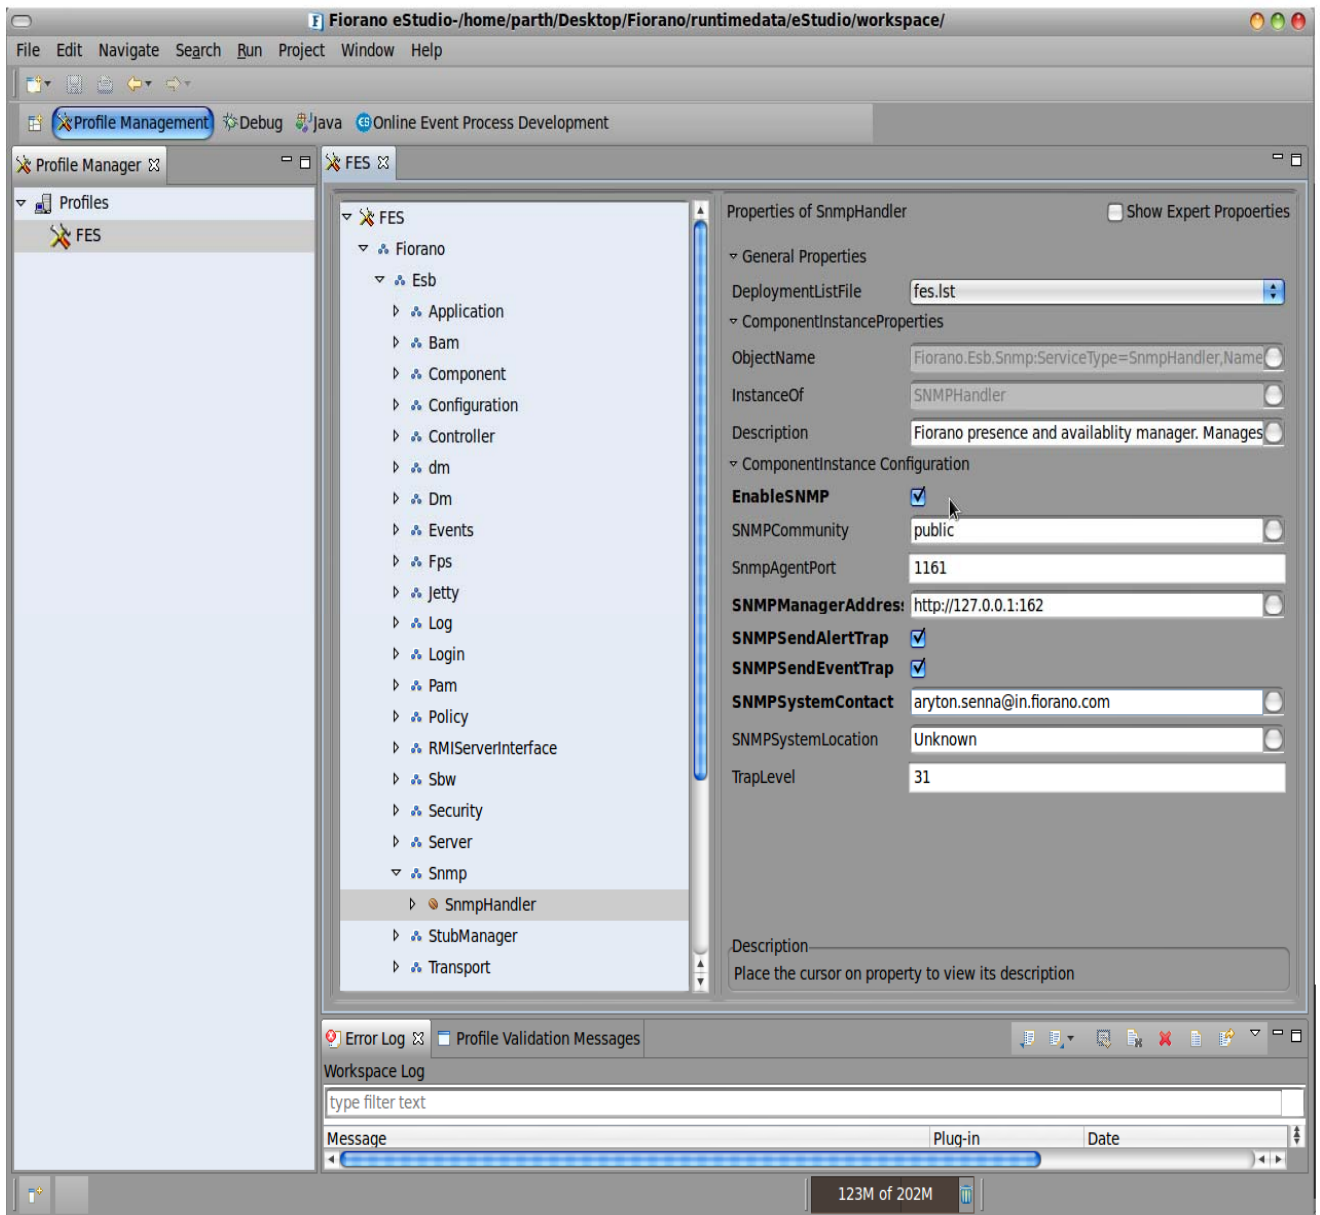 Fiorano eStudio-/home/parth/Desktop/Fiorano/runtimedata/eStudio/workspace/
File Edit Navigate Search Run Project Window Help
Profile Management Debug Java Online Event Process Development
Profile Manager
Profiles
FES
FES
FES
Fiorano
Esb
Application
Bam
Component
Configuration
Controller
dm
Dm
Events
Fps
Jetty
Log
Login
Pam
Policy
RMIServerInterface
Sbw
Security
Server
Snmp
SnmpHandler
StubManager
Transport
Properties of SnmpHandler Show Expert Propoerties
General Properties
DeploymentListFile fes.lst
ComponentInstanceProperties
ObjectName Fiorano.Esb.Snmp:ServiceType=SnmpHandler,Name
InstanceOf SNMPHandler
Description Fiorano presence and availablity manager. Manages
ComponentInstance Configuration
EnableSNMP
SNMPCommunity public
SnmpAgentPort 1161
SNMPManagerAddres: http://127.0.0.1:162
SNMPSendAlertTrap
SNMPSendEventTrap
SNMPSystemContact aryton.senna@in.fiorano.com
SNMPSystemLocation Unknown
TrapLevel 31
Description
Place the cursor on property to view its description
Error Log Profile Validation Messages
Workspace Log
type filter text
Message Plug-in Date
123M of 202M